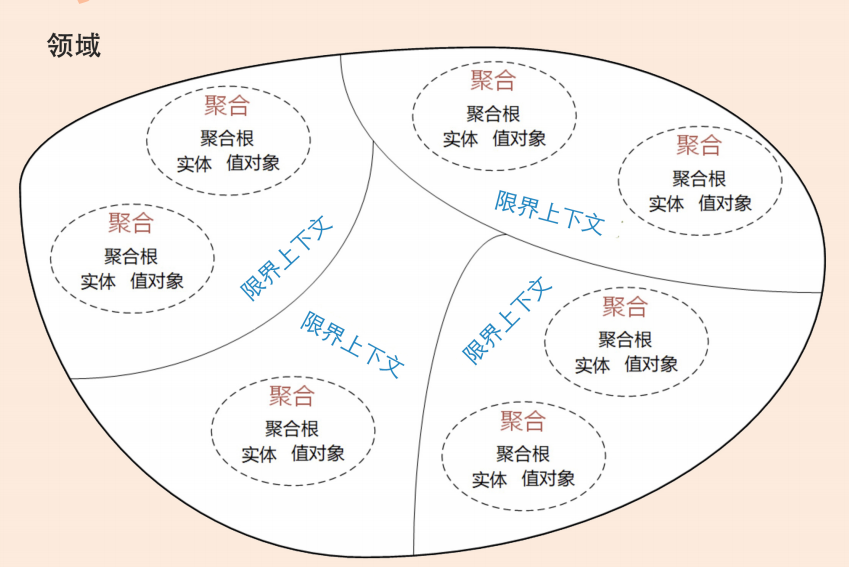 领域
聚合
聚合根
实体 值对象
聚合
聚合根
实体 值对象
限界上下文
聚合
聚合根
实体 值对象
聚合
聚合根
实体 值对象
限界上下文
限界上下文
聚合
聚合根
实体 值对象
限界上下文
聚合
聚合根
实体 值对象
聚合
聚合根
实体 值对象